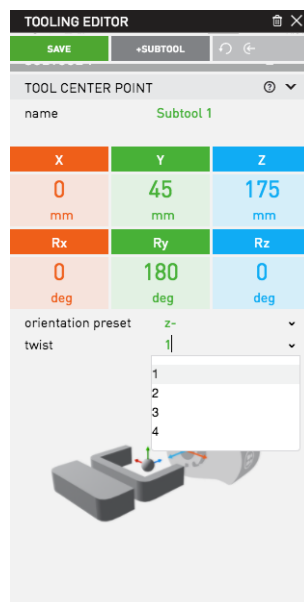 TOOLING EDITOR
SAVE
+SUBTOOL
TOOL CENTER POINT
name Subtool 1
X Y Z
0 45 175
mm mm mm
Rx Ry Rz
0 180 0
deg deg deg
orientation preset z-
twist 1
1
2
3
4